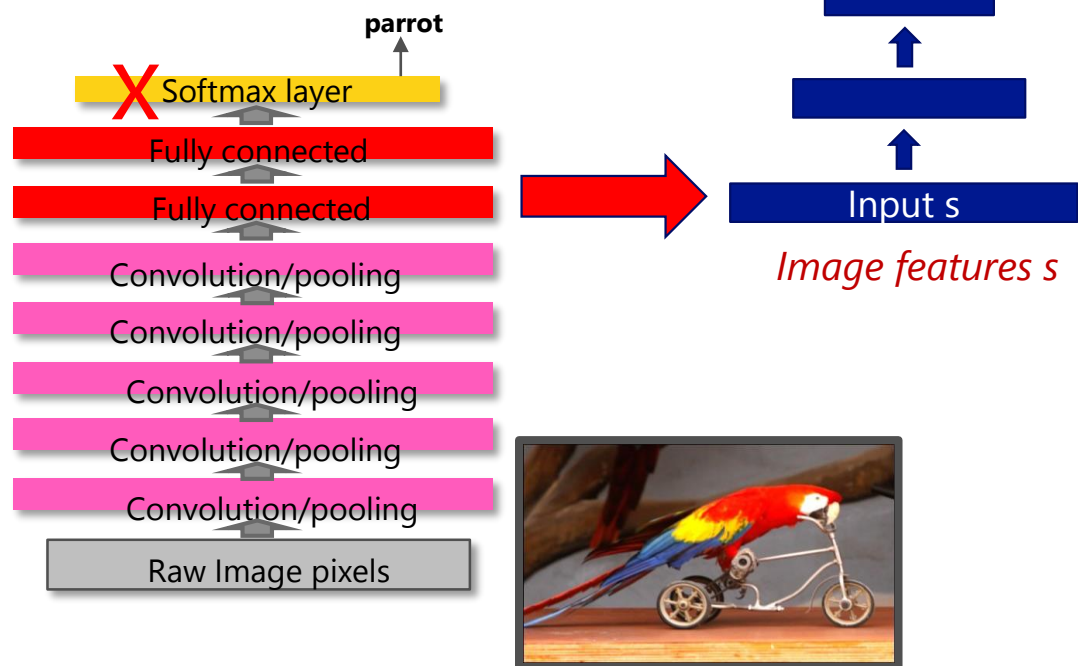 parrot
X
Softmax layer
Fully connected
Fully connected
Convolution/pooling
Convolution/pooling
Convolution/pooling
Convolution/pooling
Convolution/pooling
Raw Image pixels
Input s
Image features s